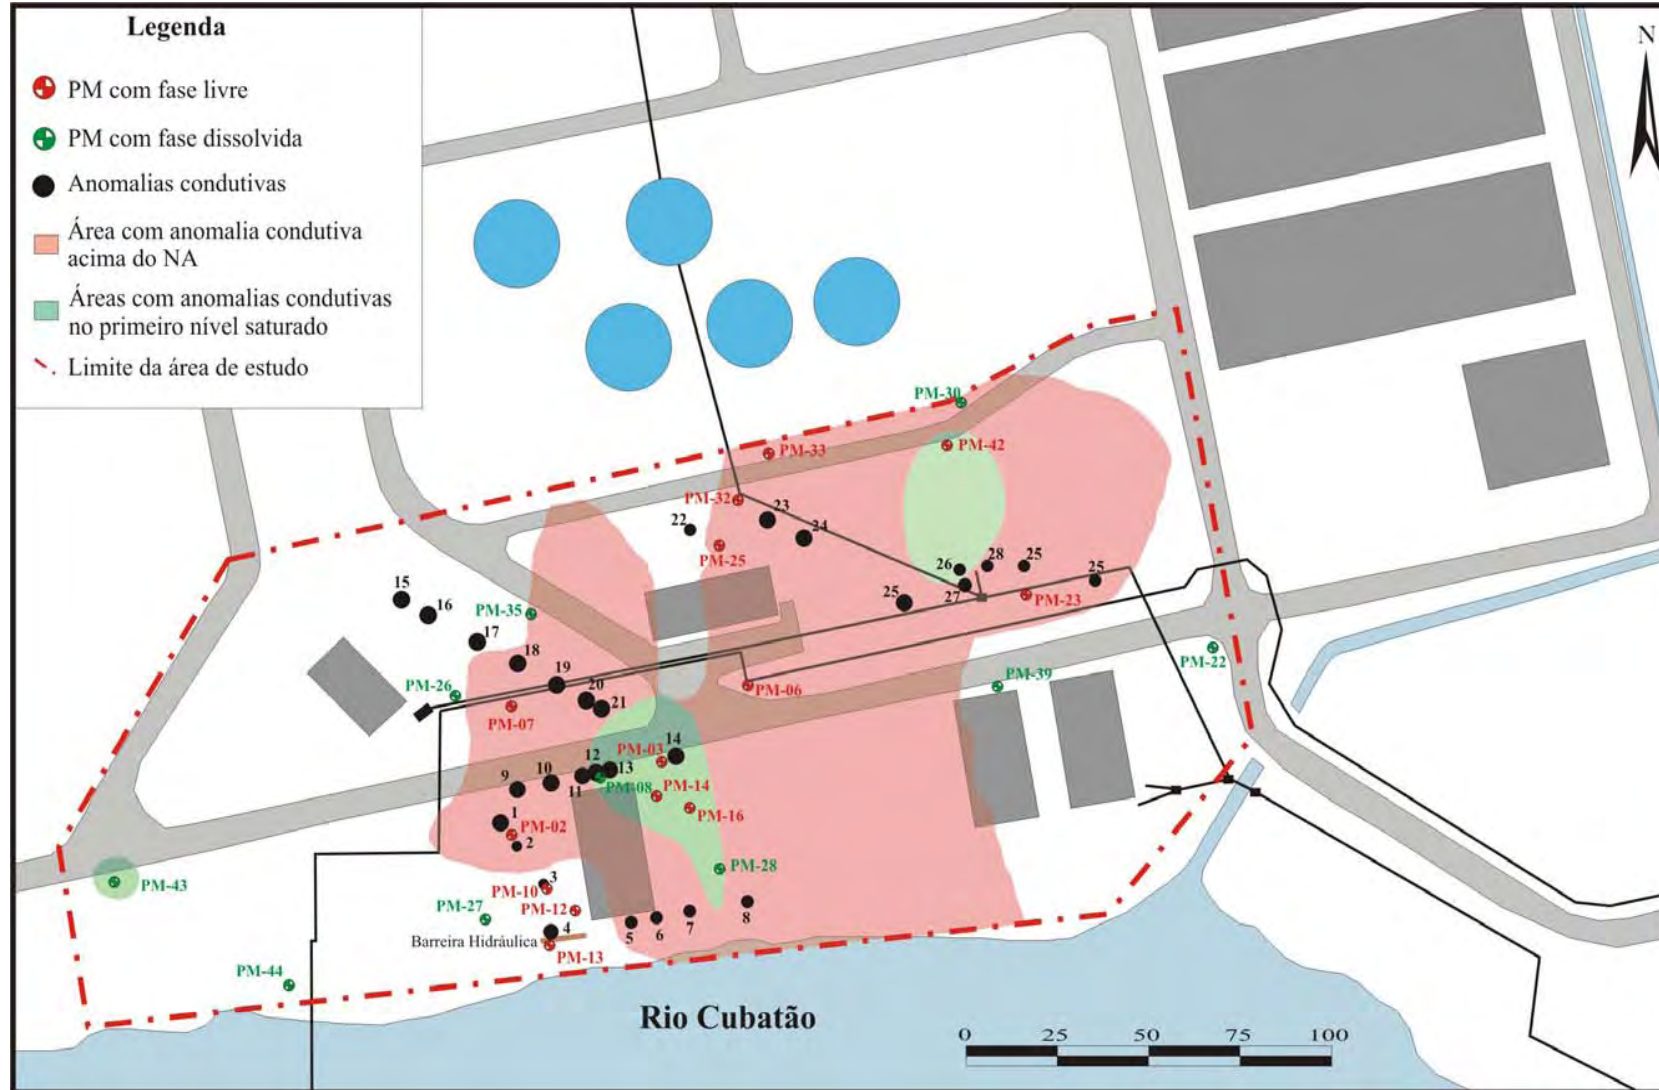 Legenda
PM com fase livre
PM com fase dissolvida
Anomalias condutivas
Área com anomalia condutiva
acima do NA
Áreas com anomalias condutivas
no primeiro nível saturado
Limite da área de estudo
N
PM-30
PM-42
PM-33
PM-32
23
22
24
PM-25
26
28
25
25
27
25
PM-23
15
16
PM-35
17
18
19
PM-26
20
21
PM-07
PM-06
PM-39
PM-22
14
PM-03
12
13
9
10
11
PM-08
PM-14
PM-16
1
PM-02
2
PM-28
PM-43
3
PM-10
PM-12
PM-27
4
5
6
7
8
Barreira Hidráulica
PM-13
PM-44
Rio Cubatão
0 25 50 75 100